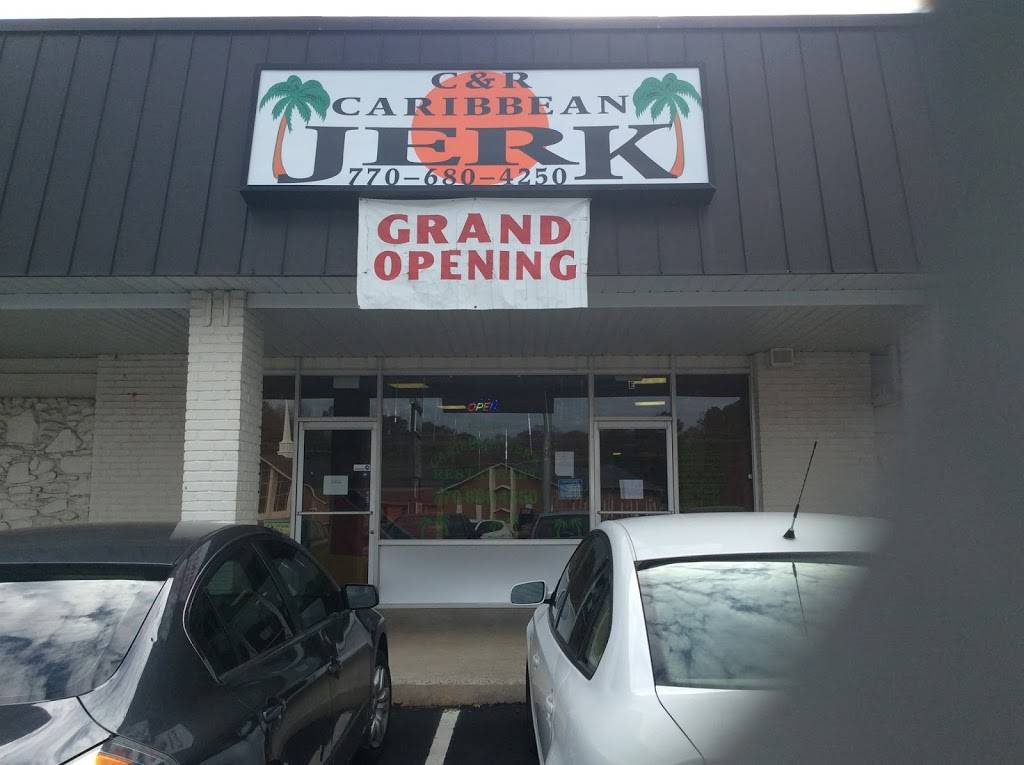 C&R
CARIBBEAN
JERK
770-680-4250
GRAND
OPENING
OPEN